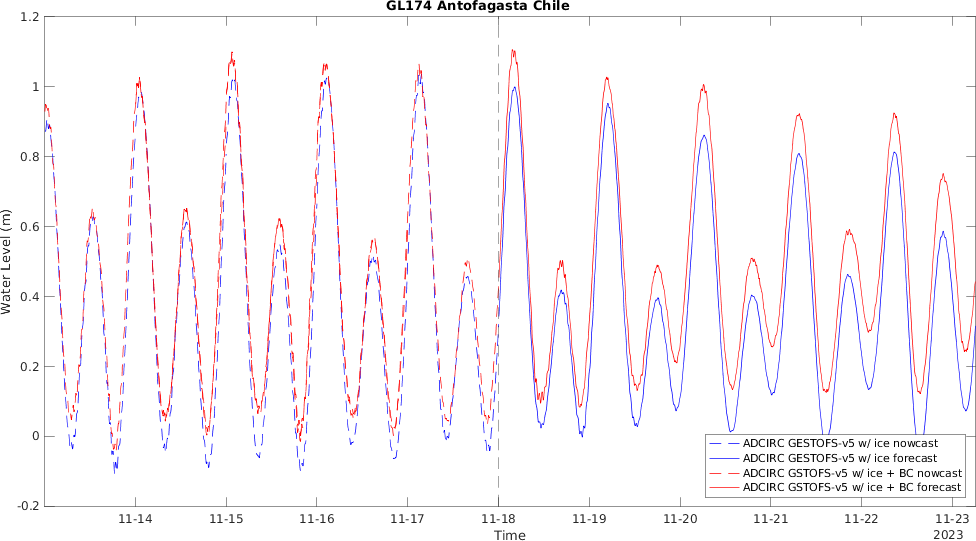 GL174 Antofagasta Chile
1.2
1
0.8
0.6
0.4
0.2
0
-0.2
Water Level (m)
ADCIRC GESTOFS-v5 w/ ice nowcast
ADCIRC GESTOFS-v5 w/ ice forecast
ADCIRC GSTOFS-v5 w/ ice + BC nowcast
ADCIRC GSTOFS-v5 w/ ice + BC forecast
11-14 11-15 11-16 11-17 11-18 11-19 11-20 11-21 11-22 11-23
Time
2023